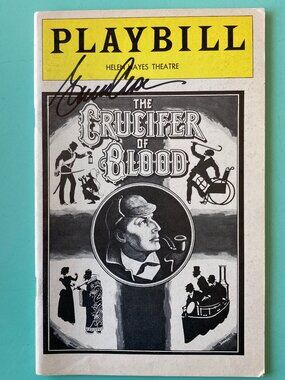 PLAYBILL
HELEN HAYES THEATRE
THE
CRUCIFER
OF
BLOOD